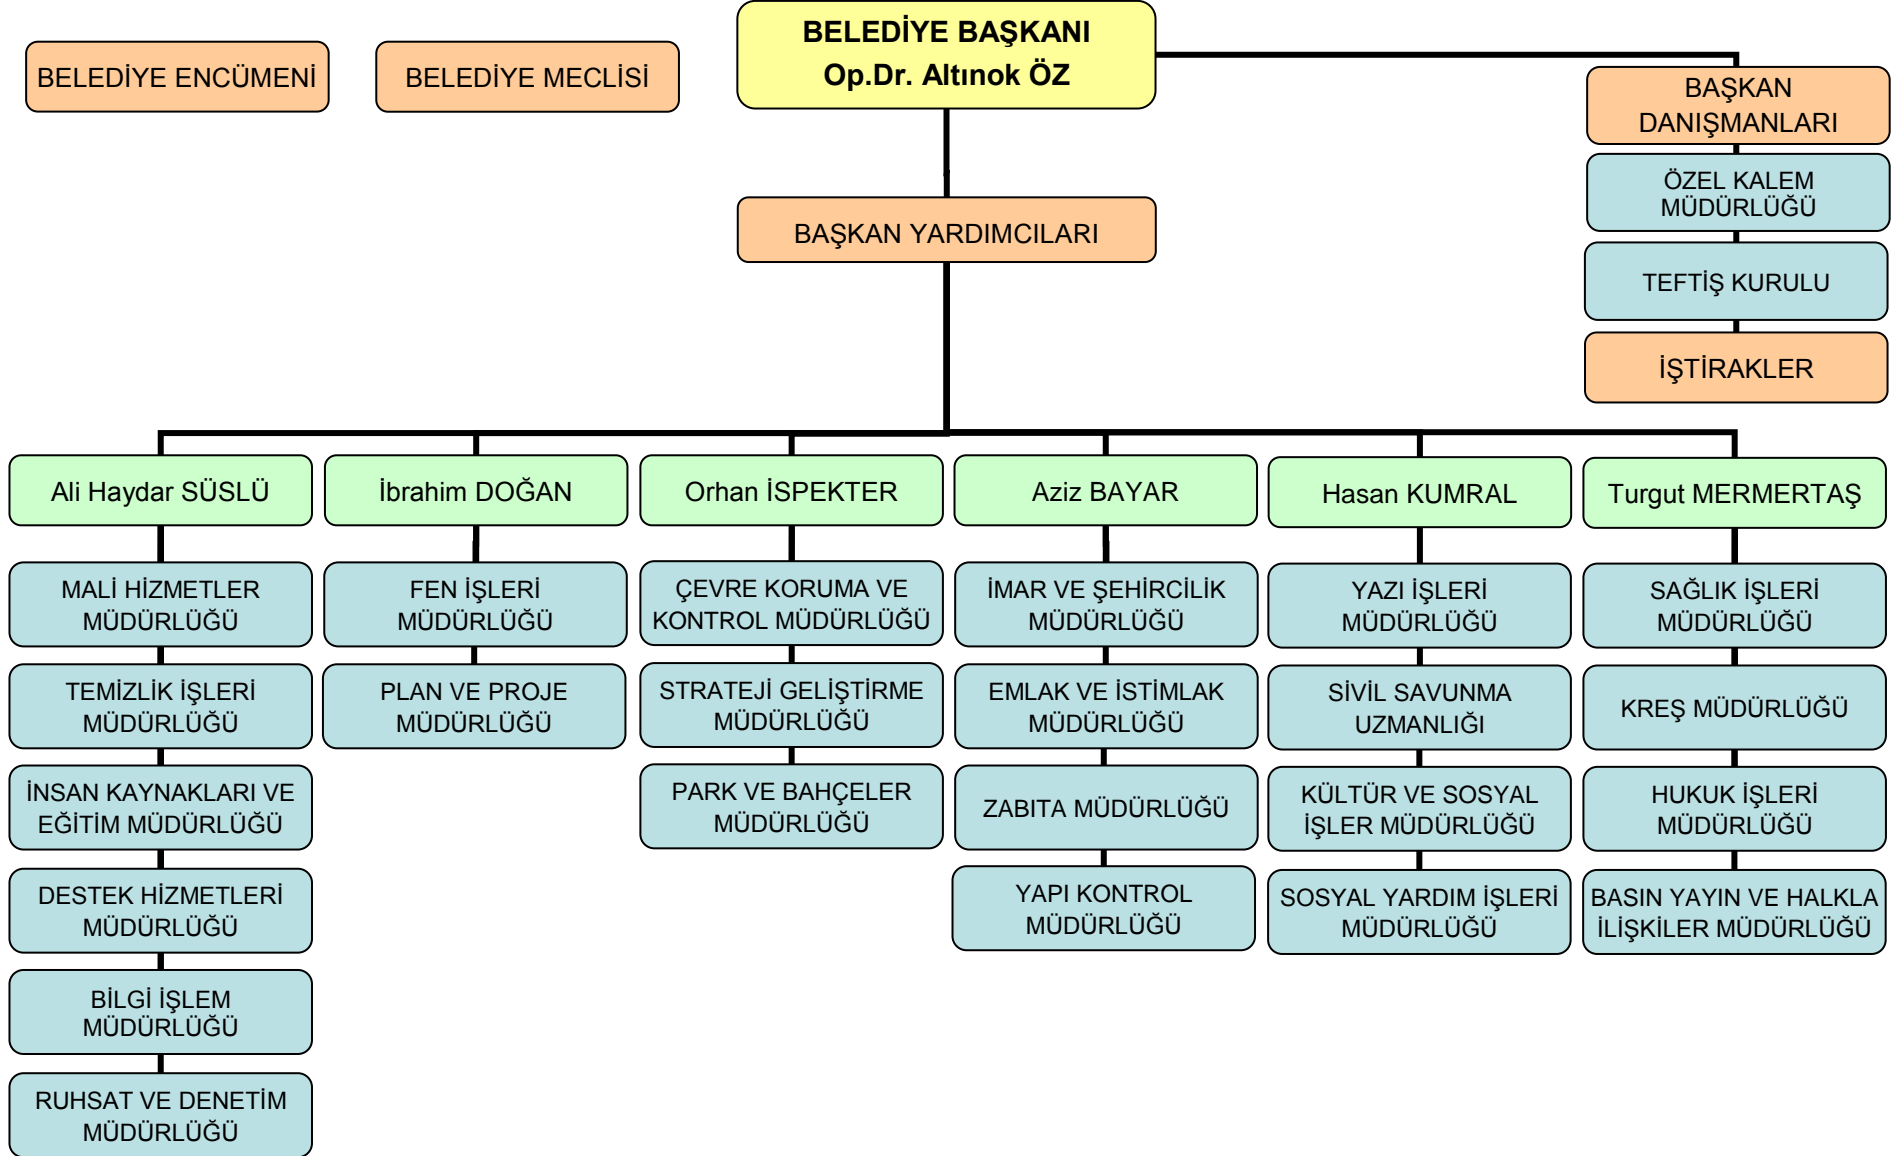 BELEDİYE ENCÜMENİ
BELEDİYE MECLİSİ
BELEDİYE BAŞKANI
Op.Dr. Altınok ÖZ
BAŞKAN
DANIŞMANLARI
ÖZEL KALEM
MÜDÜRLÜĞÜ
TEFTİŞ KURULU
İŞTİRAKLER
BAŞKAN YARDIMCILARI
Ali Haydar SÜSLÜ
MALİ HİZMETLER
MÜDÜRLÜĞÜ
TEMİZLİK İŞLERİ
MÜDÜRLÜĞÜ
İNSAN KAYNAKLARI VE
EĞİTİM MÜDÜRLÜĞÜ
DESTEK HİZMETLERİ
MÜDÜRLÜĞÜ
BİLGİ İŞLEM
MÜDÜRLÜĞÜ
RUHSAT VE DENETİM
MÜDÜRLÜĞÜ
İbrahim DOĞAN
FEN İŞLERİ
MÜDÜRLÜĞÜ
PLAN VE PROJE
MÜDÜRLÜĞÜ
Orhan İSPEKTER
ÇEVRE KORUMA VE
KONTROL MÜDÜRLÜĞÜ
STRATEJİ GELİŞTİRME
MÜDÜRLÜĞÜ
PARK VE BAHÇELER
MÜDÜRLÜĞÜ
Aziz BAYAR
İMAR VE ŞEHİRCİLİK
MÜDÜRLÜĞÜ
EMLAK VE İSTİMLAK
MÜDÜRLÜĞÜ
ZABITA MÜDÜRLÜĞÜ
YAPI KONTROL
MÜDÜRLÜĞÜ
Hasan KUMRAL
YAZI İŞLERİ
MÜDÜRLÜĞÜ
SİVİL SAVUNMA
UZMANLIĞI
KÜLTÜR VE SOSYAL
İŞLER MÜDÜRLÜĞÜ
SOSYAL YARDIM İŞLERİ
MÜDÜRLÜĞÜ
Turgut MERMERTAŞ
SAĞLIK İŞLERİ
MÜDÜRLÜĞÜ
KREŞ MÜDÜRLÜĞÜ
HUKUK İŞLERİ
MÜDÜRLÜĞÜ
BASIN YAYIN VE HALKLA
İLİŞKİLER MÜDÜRLÜĞÜ